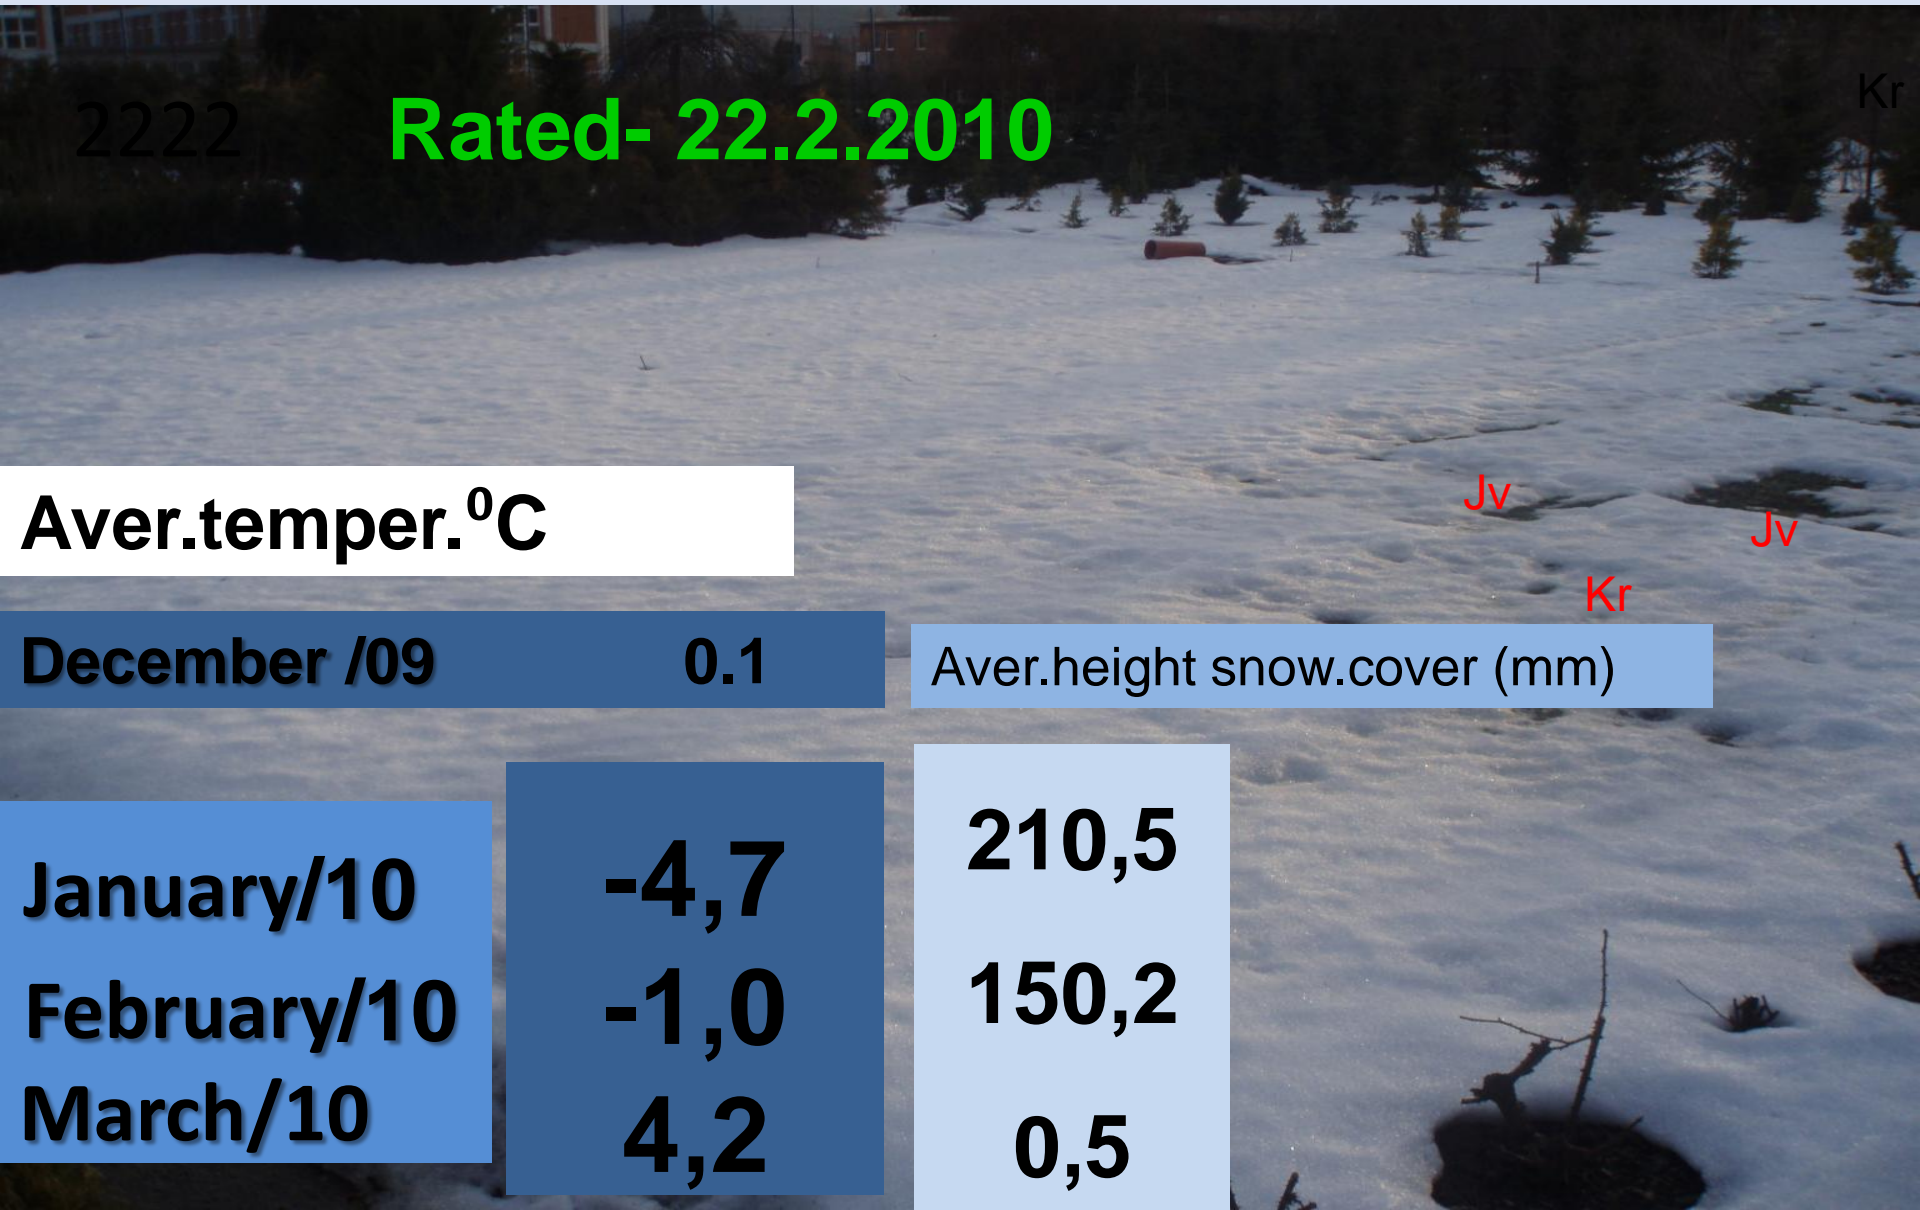 Kr
2222 Rated- 22.2.2010
Aver.temper.⁰C
Jv
Jv
Kr
December /09 0.1
Aver.height snow.cover (mm)
January/10 -4,7 210,5
February/10 -1,0 150,2
March/10 4,2 0,5